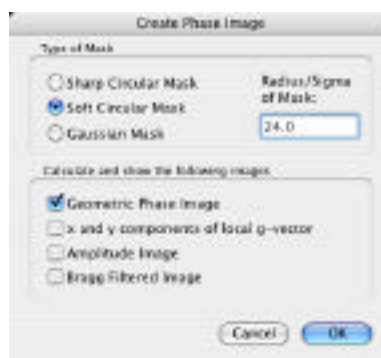 Create Phase Image
Type of Mask
Sharp Circular Mask
Soft Circular Mask
Gaussian Mask
Radius/Sigma
of Mask:
24.0
Calculate and show the following images
Geometric Phase Image
x and y components of local g-vector
Amplitude Image
Bragg Filtered Image
Cancel
OK